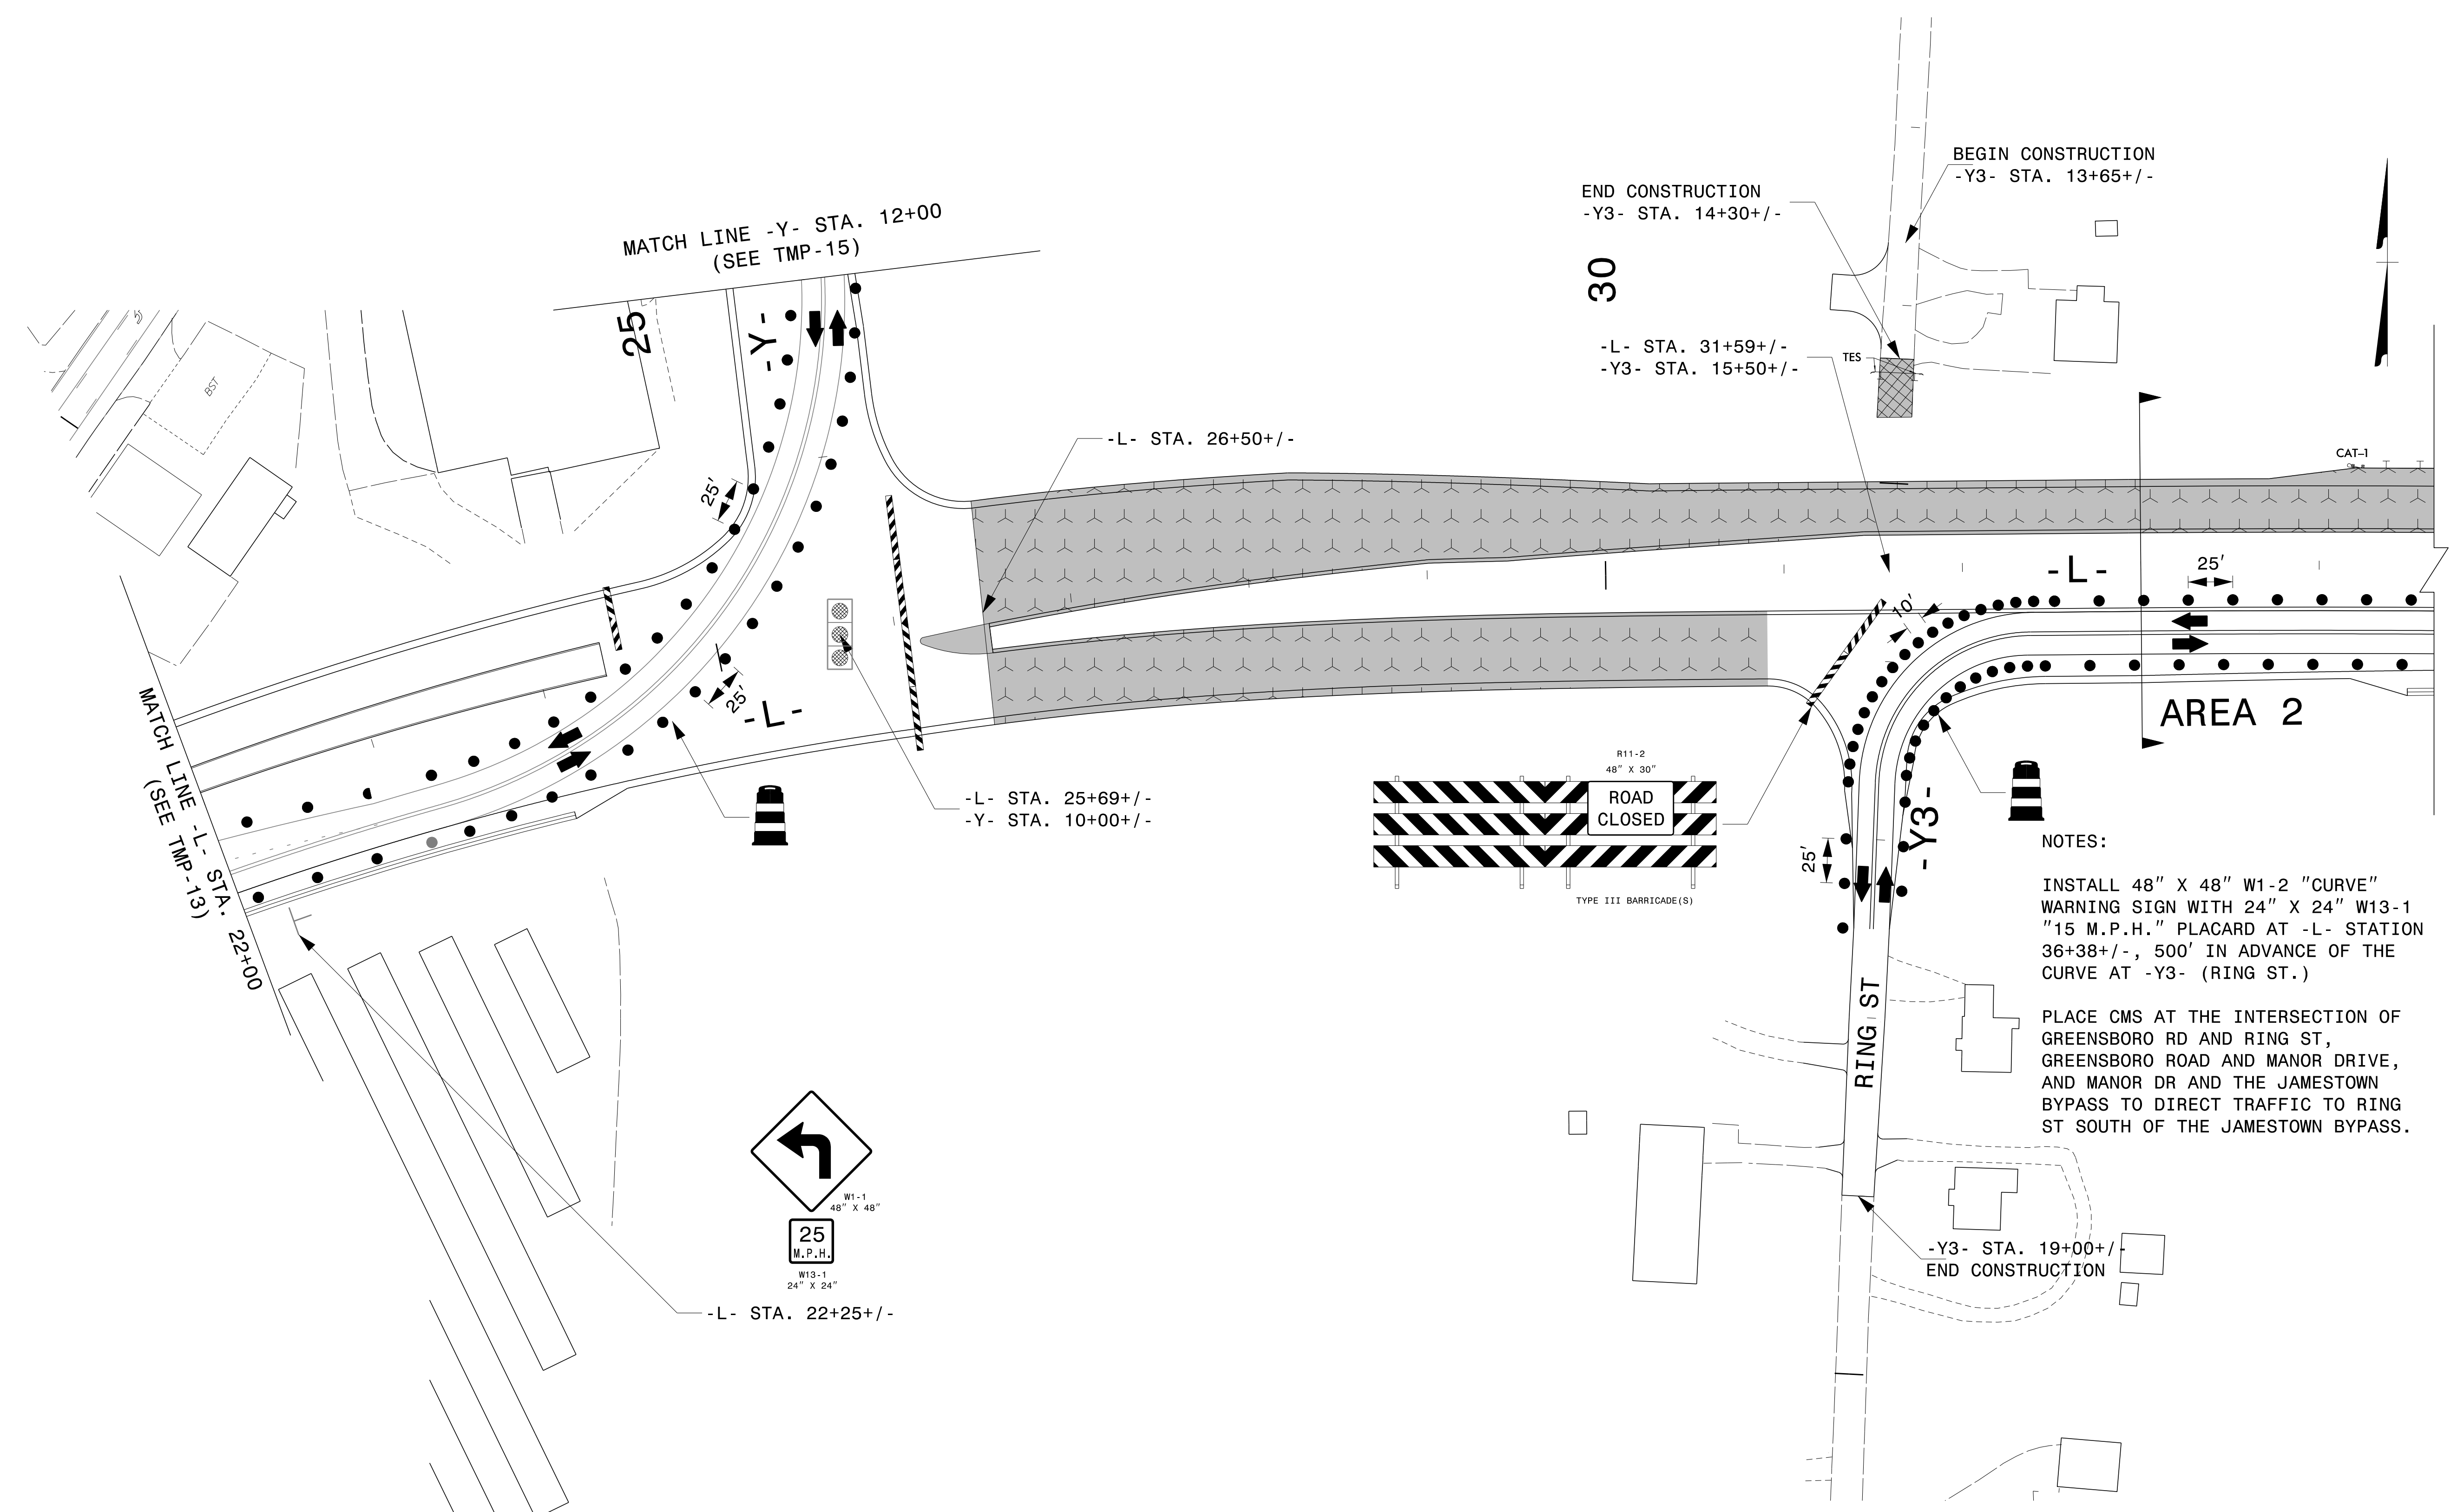 BEGIN CONSTRUCTION
-Y3- STA. 13+65+/-
END CONSTRUCTION
-Y3- STA. 14+30+/-
MATCH LINE -Y- STA. 12+00
(SEE TMP-15)
30
25
-Y-
-L- STA. 31+59+/-
-Y3- STA. 15+50+/-
TES
BST
-L- STA. 26+50+/-
CAT-1
25'
-L-
25'
10'
25'
-L-
AREA 2
MATCH LINE -L- STA. 22+00
(SEE TMP-13)
R11-2
48" X 30"
ROAD
CLOSED
TYPE III BARRICADE(S)
-L- STA. 25+69+/-
-Y- STA. 10+00+/-
25'
-Y3-
NOTES:
INSTALL 48" X 48" W1-2 "CURVE"
WARNING SIGN WITH 24" X 24" W13-1
"15 M.P.H." PLACARD AT -L- STATION
36+38+/-, 500' IN ADVANCE OF THE
CURVE AT -Y3- (RING ST.)
PLACE CMS AT THE INTERSECTION OF
GREENSBORO RD AND RING ST,
GREENSBORO ROAD AND MANOR DRIVE,
AND MANOR DR AND THE JAMESTOWN
BYPASS TO DIRECT TRAFFIC TO RING
ST SOUTH OF THE JAMESTOWN BYPASS.
RING ST
W1-1
48" X 48"
25
M.P.H.
W13-1
24" X 24"
-Y3- STA. 19+00+/-
END CONSTRUCTION
-L- STA. 22+25+/-